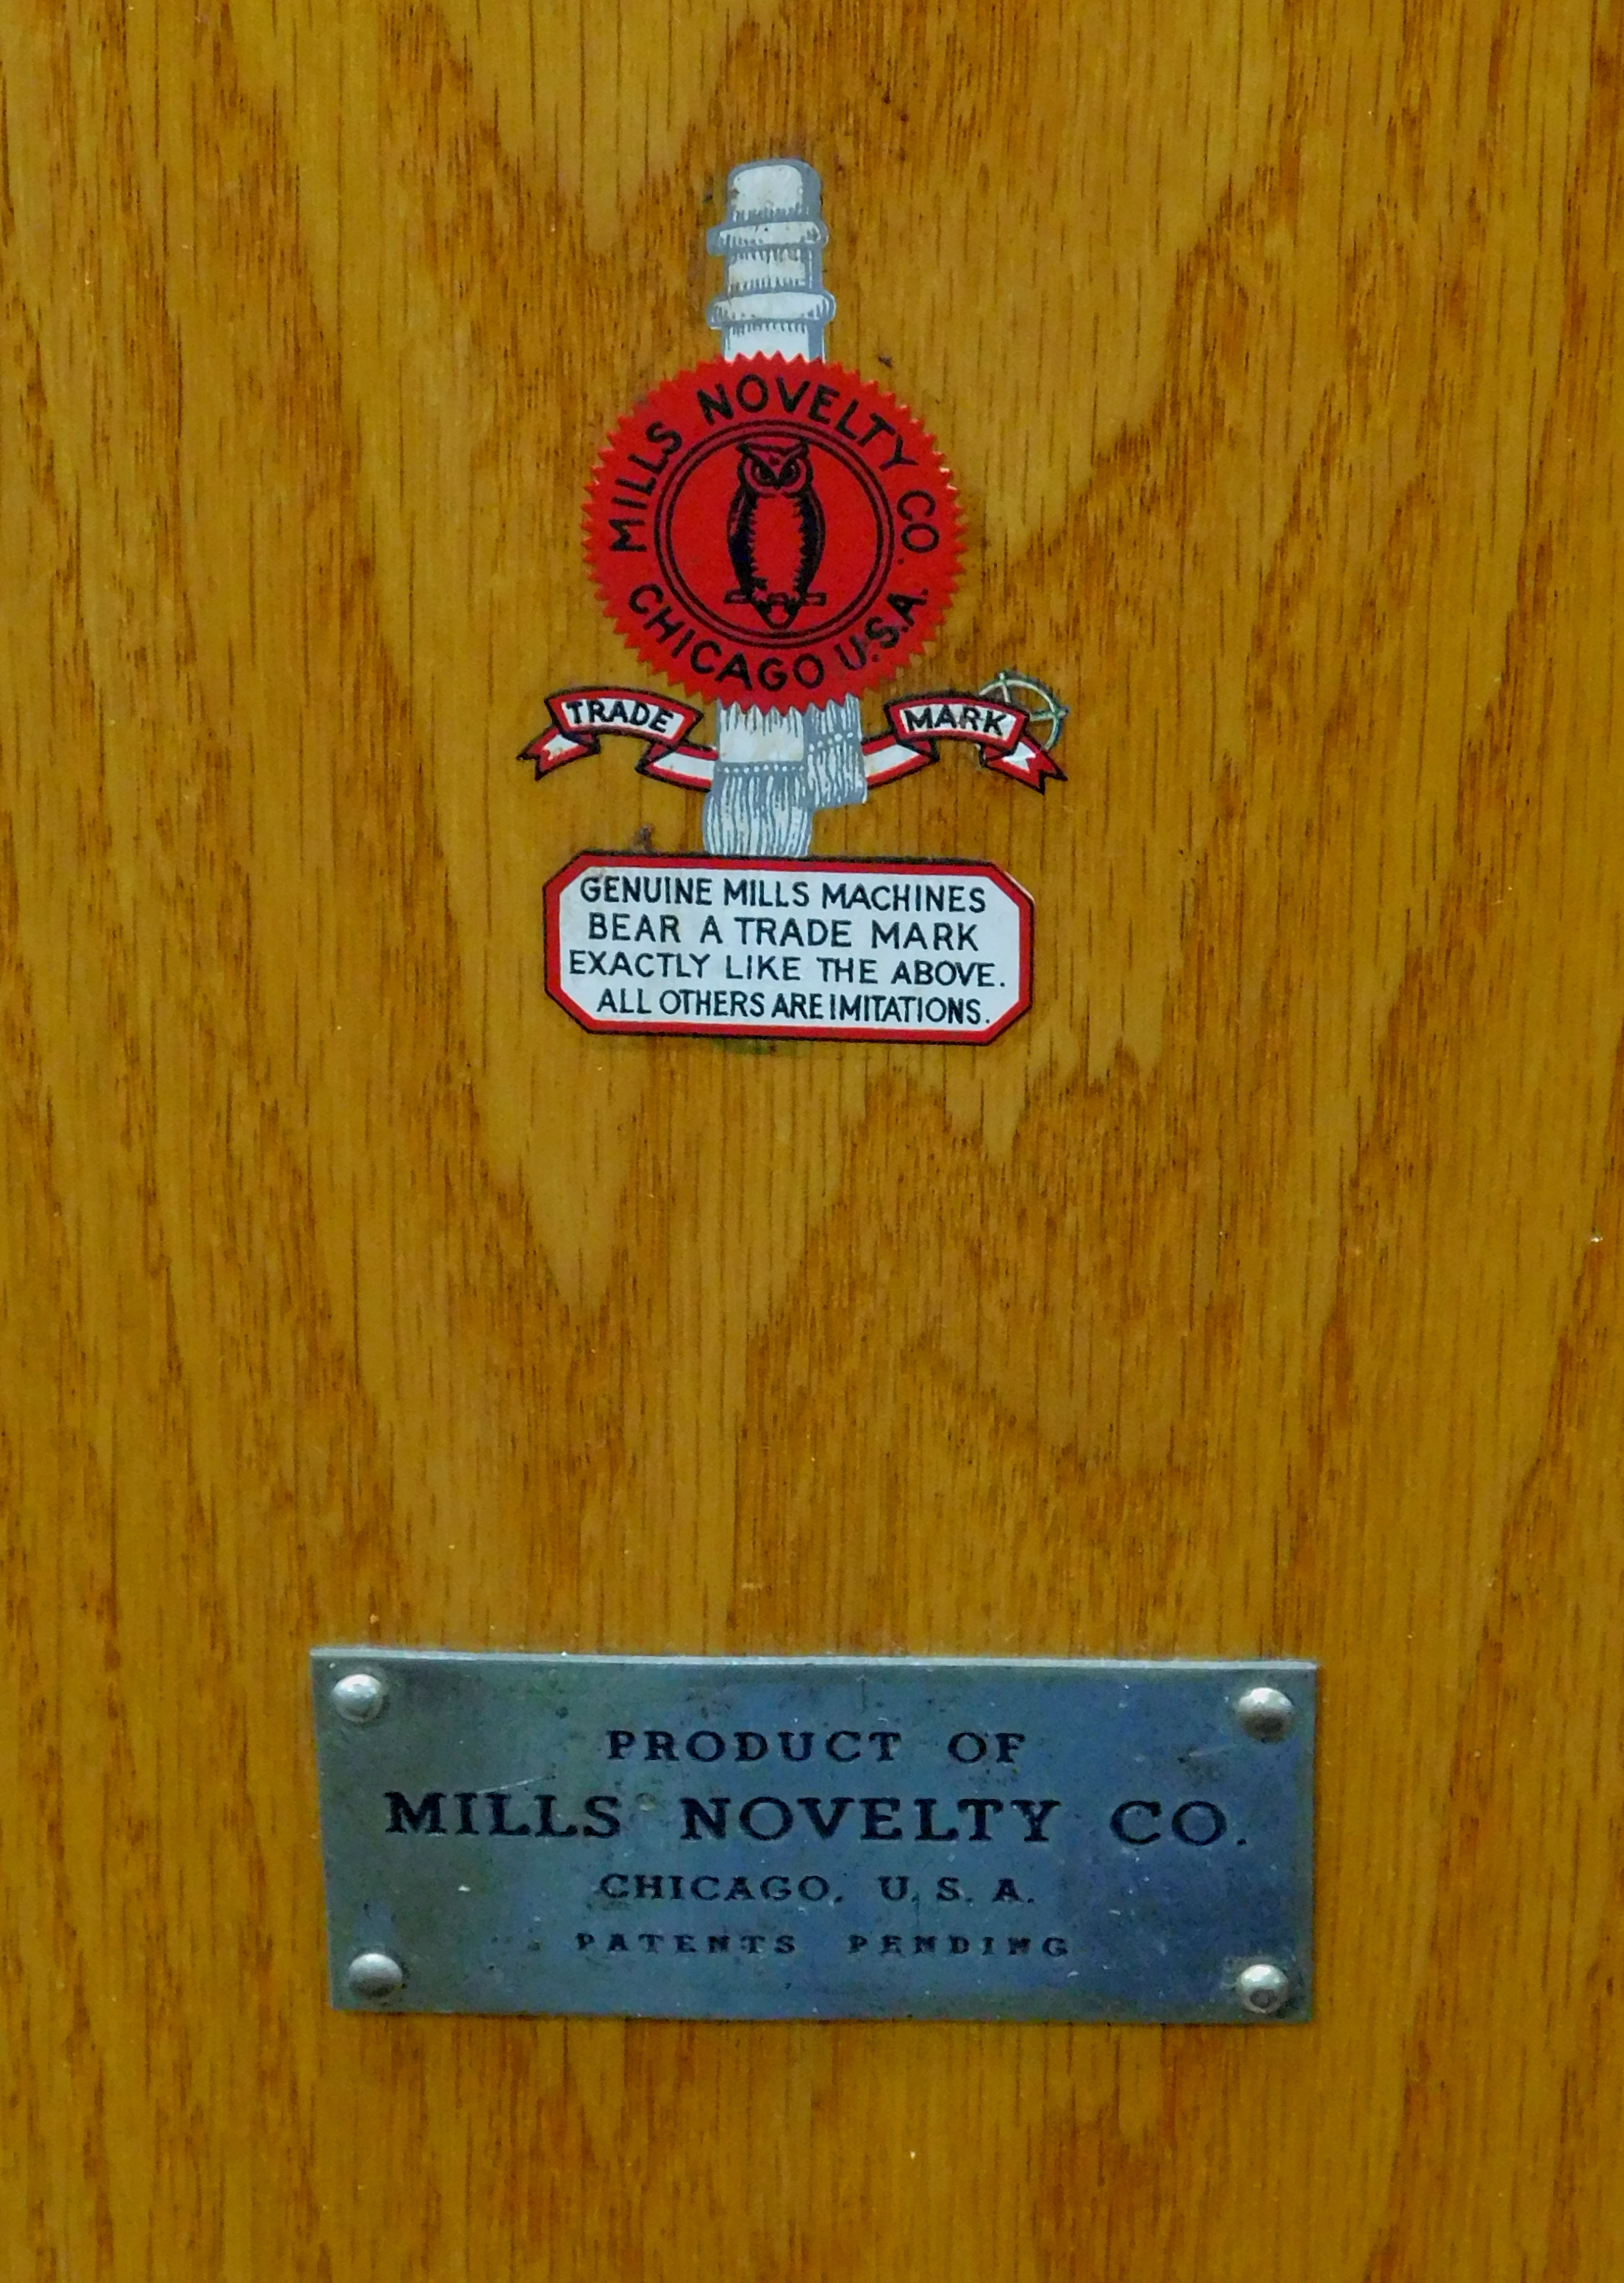 MILLS NOVELTY CO.
CHICAGO U.S.A.
TRADE MARK
GENUINE MILLS MACHINES
BEAR A TRADE MARK
EXACTLY LIKE THE ABOVE.
ALL OTHERS ARE IMITATIONS.
PRODUCT OF
MILLS NOVELTY CO.
CHICAGO, U. S. A.
PATENTS PENDING